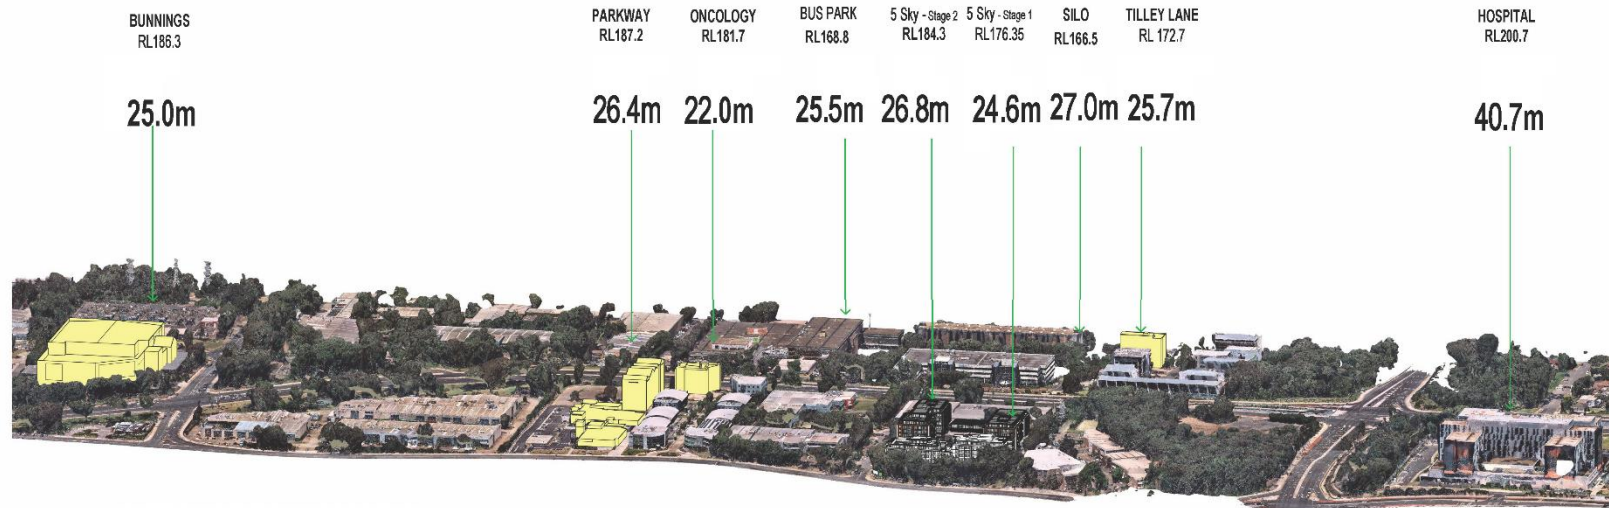 BUNNINGS
RL186.3
25.0m
PARKWAY
RL187.2
26.4m
ONCOLOGY
RL181.7
22.0m
BUS PARK
RL168.8
25.5m
5 Sky - Stage 2
RL184.3
26.8m
5 Sky - Stage 1
RL176.35
24.6m
SILO
RL166.5
27.0m
TILLEY LANE
RL 172.7
25.7m
HOSPITAL
RL200.7
40.7m